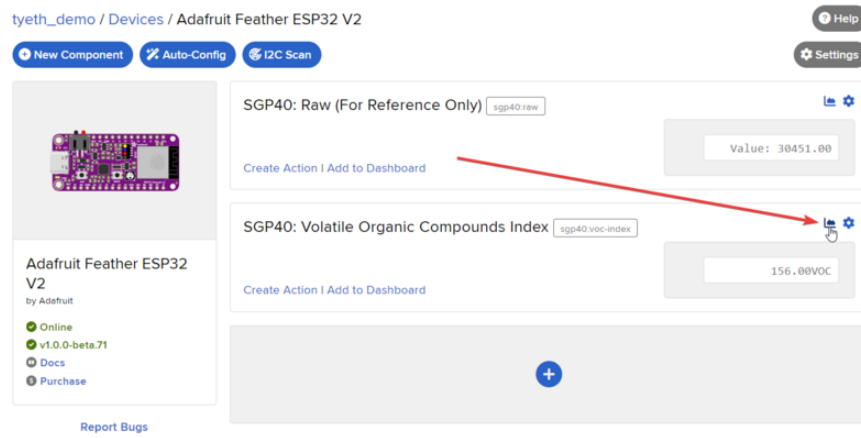 tyeth_demo / Devices / Adafruit Feather ESP32 V2
Help
New Component
Auto-Config
I2C Scan
Settings
SGP40: Raw (For Reference Only)
sgp40:raw
Value: 30451.00
Create Action | Add to Dashboard
SGP40: Volatile Organic Compounds Index
sgp40:voc-index
156.00VOC
Create Action | Add to Dashboard
Adafruit Feather ESP32
V2
by Adafruit
Online
v1.0.0-beta.71
Docs
Purchase
Report Bugs